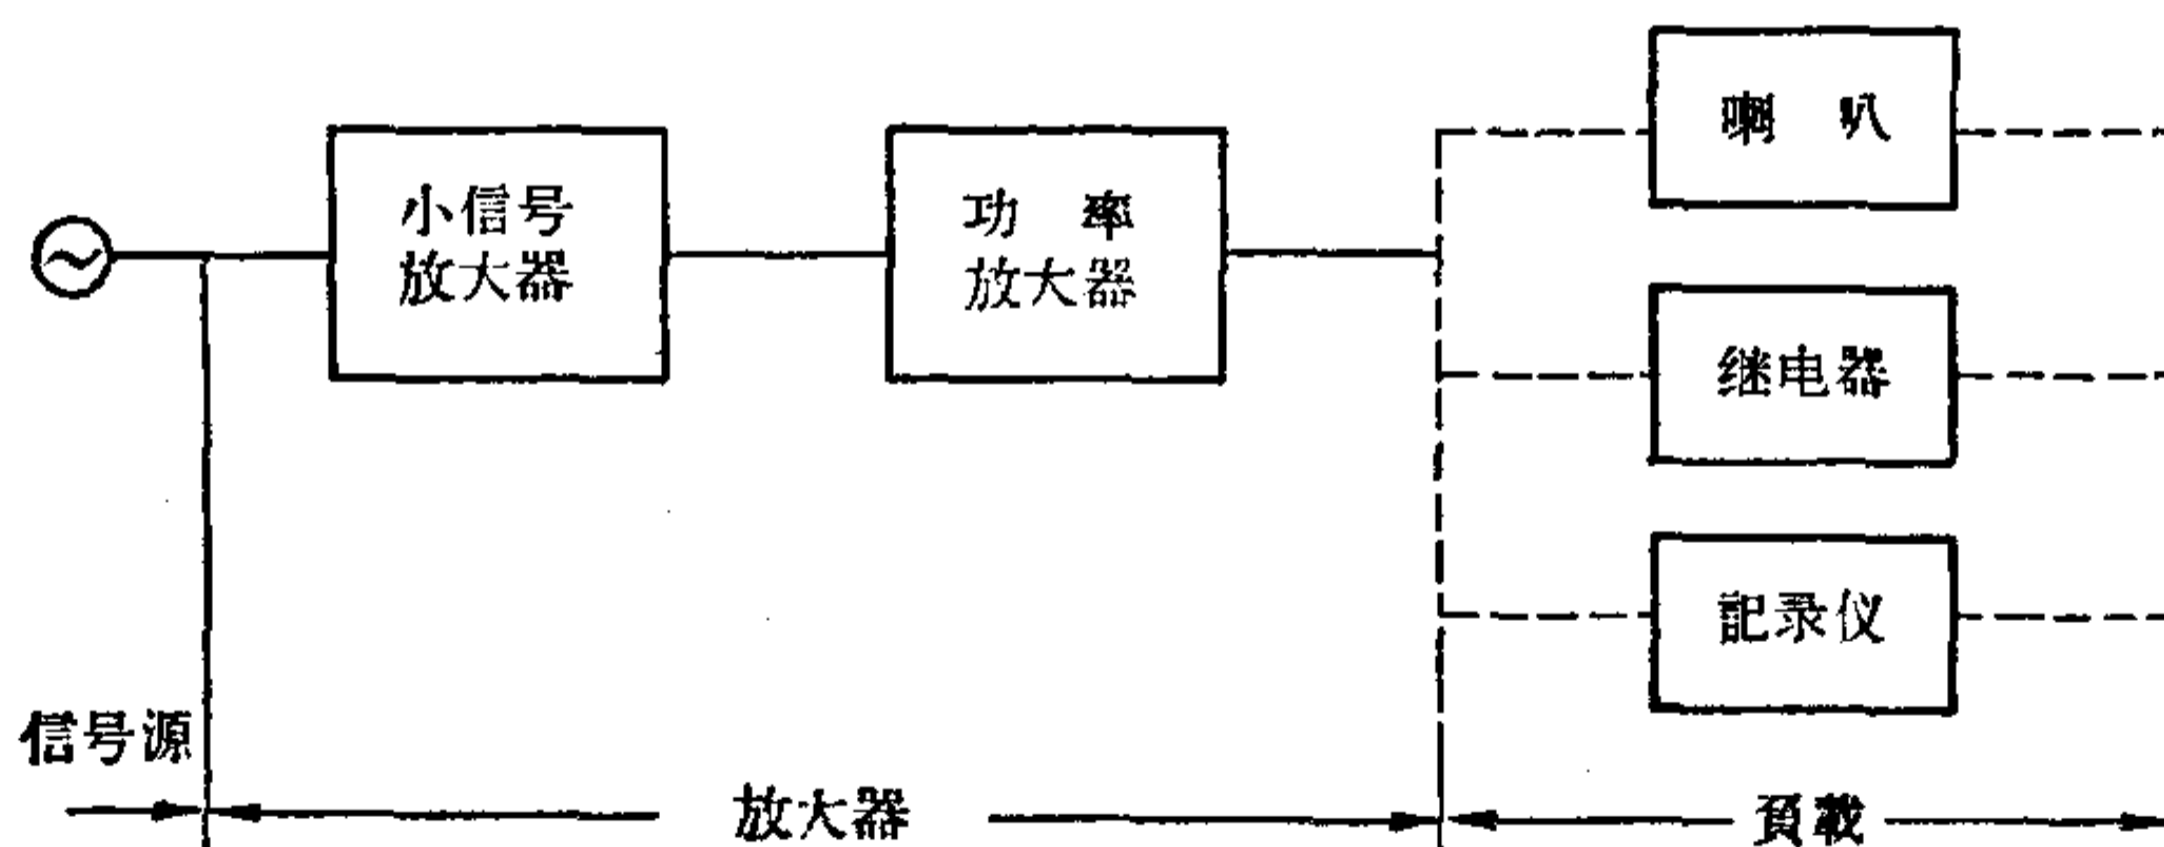 小信号
放大器
功 率
放大器
喇 叭
继电器
記录仪
信号源
放大器
負載